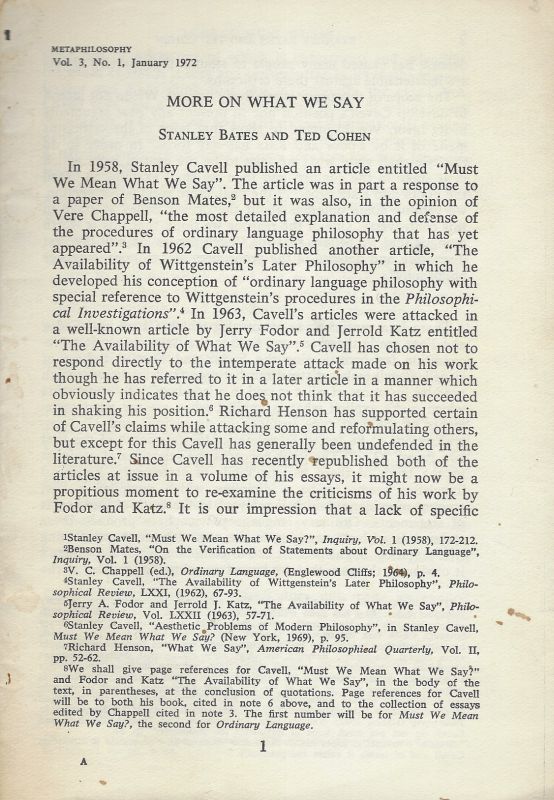 1
METAPHILOSOPHY
Vol. 3, No. 1, January 1972
MORE ON WHAT WE SAY
STANLEY BATES AND TED COHEN
In 1958, Stanley Cavell published an article entitled “Must
We Mean What We Say”. The article was in part a response to
a paper of Benson Mates,² but it was also, in the opinion of
Vere Chappell, “the most detailed explanation and defense of
the procedures of ordinary language philosophy that has yet
appeared”.³ In 1962 Cavell published another article, “The
Availability of Wittgenstein’s Later Philosophy” in which he
developed his conception of “ordinary language philosophy with
special reference to Wittgenstein’s procedures in the Philosophi-
cal Investigations”.⁴ In 1963, Cavell’s articles were attacked in
a well-known article by Jerry Fodor and Jerrold Katz entitled
“The Availability of What We Say”.⁵ Cavell has chosen not to
respond directly to the intemperate attack made on his work
though he has referred to it in a later article in a manner which
obviously indicates that he does not think that it has succeeded
in shaking his position.⁶ Richard Henson has supported certain
of Cavell’s claims while attacking some and reformulating others,
but except for this Cavell has generally been undefended in the
literature.⁷ Since Cavell has recently republished both of the
articles at issue in a volume of his essays, it might now be a
propitious moment to re-examine the criticisms of his work by
Fodor and Katz.⁸ It is our impression that a lack of specific
¹Stanley Cavell, “Must We Mean What We Say?”, Inquiry, Vol. 1 (1958), 172-212.
²Benson Mates, “On the Verification of Statements about Ordinary Language”,
Inquiry, Vol. 1 (1958).
³V. C. Chappell (ed.), Ordinary Language, (Englewood Cliffs; 1964), p. 4.
⁴Stanley Cavell, “The Availability of Wittgenstein’s Later Philosophy”, Philo-
sophical Review, LXXI, (1962), 67-93.
⁵Jerry A. Fodor and Jerrold J. Katz, “The Availability of What We Say”, Philo-
sophical Review, Vol. LXXII (1963), 57-71.
⁶Stanley Cavell, “Aesthetic Problems of Modern Philosophy”, in Stanley Cavell,
Must We Mean What We Say? (New York, 1969), p. 95.
⁷Richard Henson, “What We Say”, American Philosophieal Quarterly, Vol. II,
pp. 52-62.
⁸We shall give page references for Cavell, “Must We Mean What We Say?”
and Fodor and Katz “The Availability of What We Say”, in the body of the
text, in parentheses, at the conclusion of quotations. Page references for Cavell
will be to both his book, cited in note 6 above, and to the collection of essays
edited by Chappell cited in note 3. The first number will be for Must We Mean
What We Say?, the second for Ordinary Language.
1
A